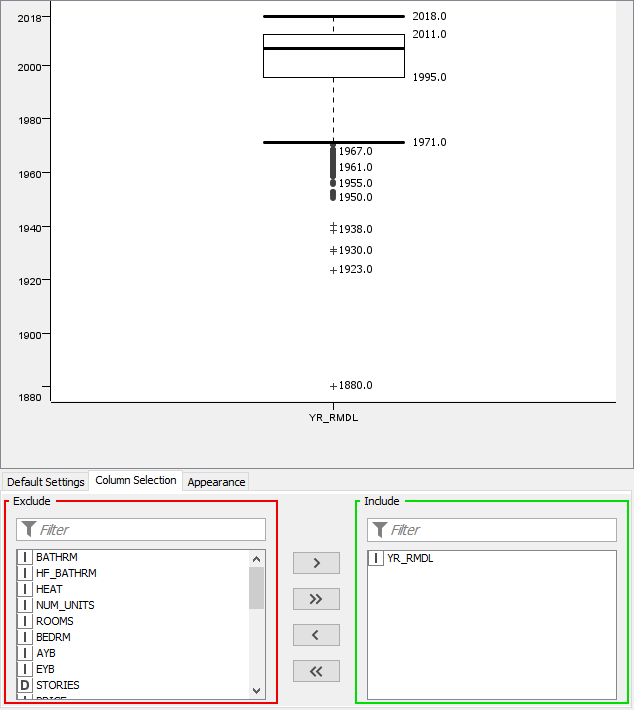 2018
2018.0
2011.0
2000
1995.0
1980
1971.0
1967.0
1961.0
1960
1955.0
1950.0
1940
1938.0
1930.0
1920
1923.0
1900
1880
1880.0
YR_RMDL
Default Settings Column Selection Appearance
Exclude
Include
Filter
Filter
I BATHRM
I HF_BATHRM
I HEAT
I NUM_UNITS
I ROOMS
I BEDRM
I AYB
I EYB
D STORIES
I PRICE
>
>>
<
<<
I YR_RMDL